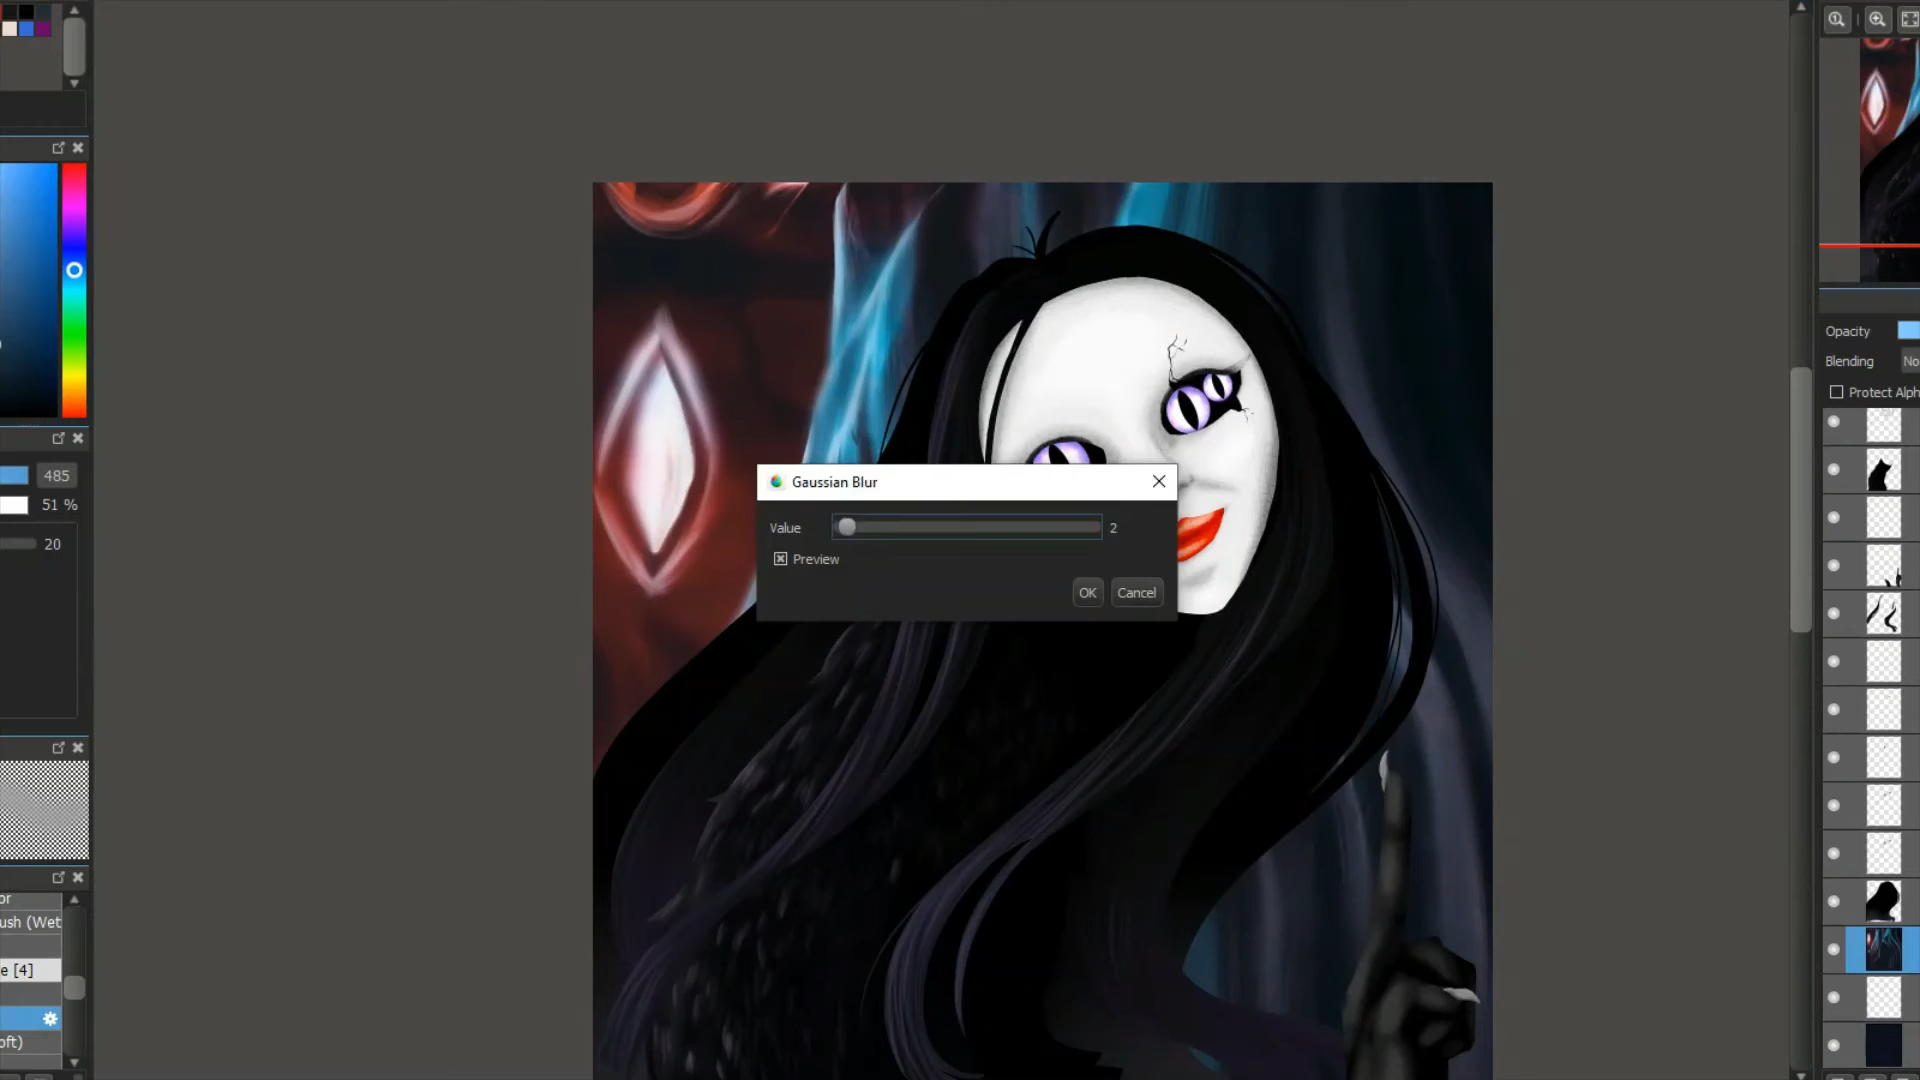 Opacity
Blending No
Protect Alph
485
51 %
20
Gaussian Blur
Value 2
Preview
OK Cancel
or
ush (Wet
e [4]
oft)